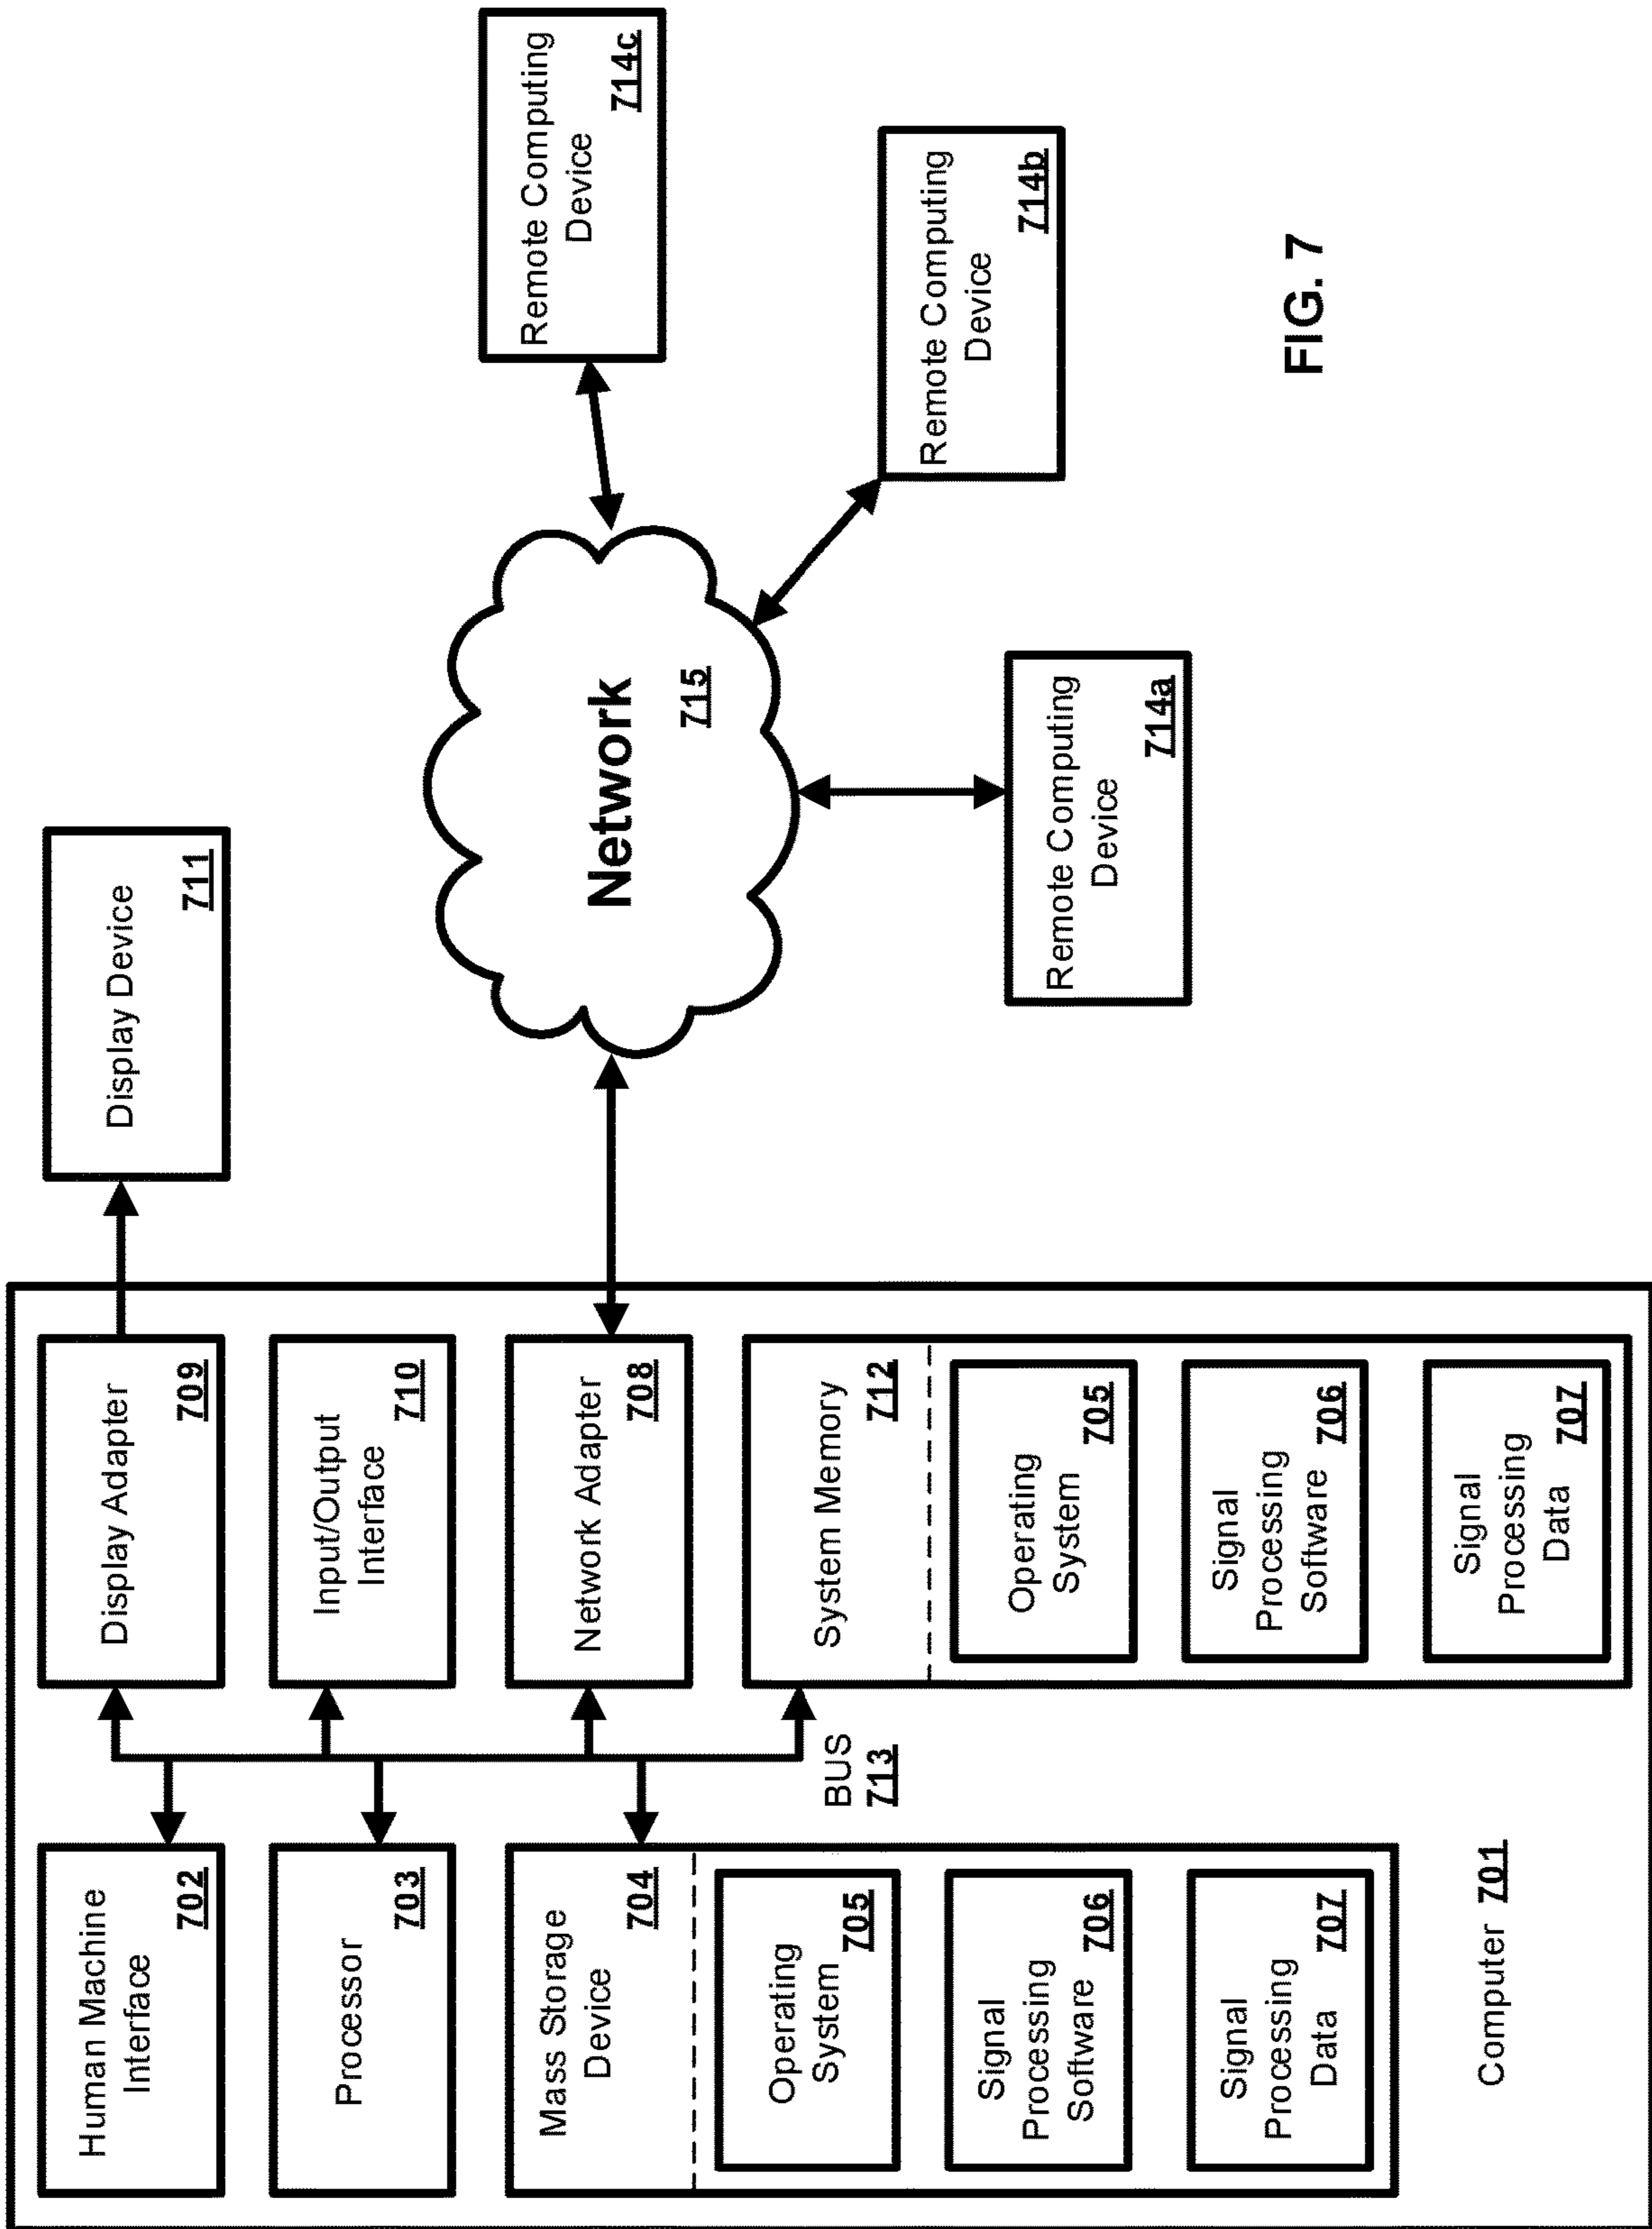 Human Machine
Interface
702
Processor
703
Mass Storage
Device
704
Operating
System
705
Signal
Processing
Software
706
Signal
Processing
Data
707
Computer 701
BUS
713
Display Adapter
709
Input/Output
Interface
710
Network Adapter
708
System Memory
712
Operating
System
705
Signal
Processing
Software
706
Signal
Processing
Data
707
Display Device
711
Network
715
Remote Computing
Device
714a
Remote Computing
Device
714b
Remote Computing
Device
714c
FIG. 7